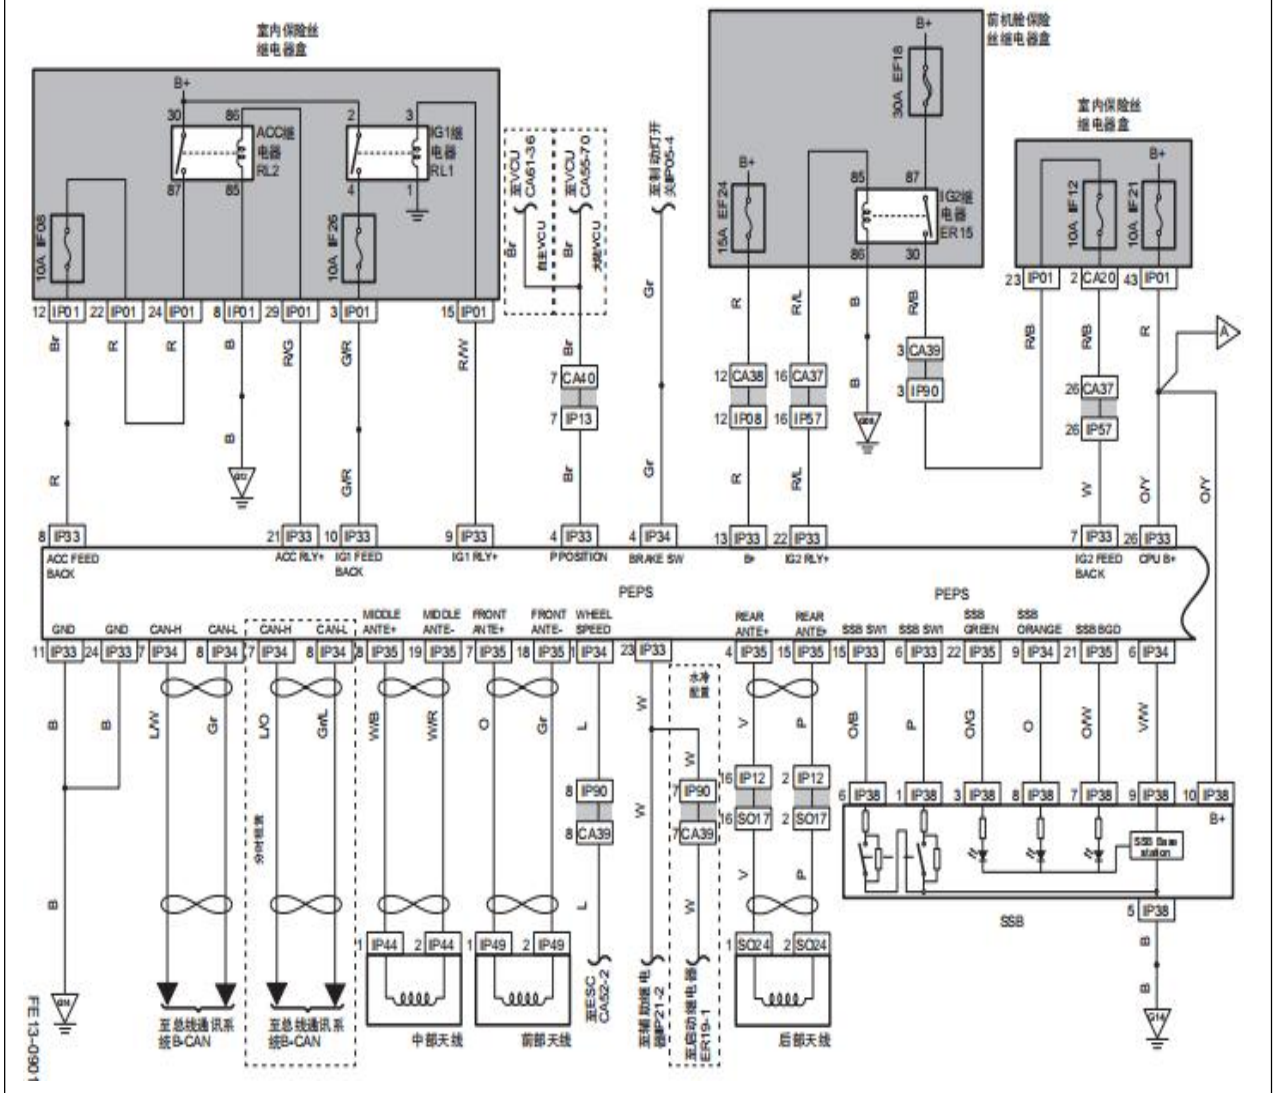 室内保险丝
继电器盒
B+
30
86
2
3
ACC继
电器
RL2
IG1继
电器
RL1
87
85
4
1
10A IF08
10A IF26
至VCU
CA61-36
至VCU
CA55-70
Br
自主VCU
Br
大陆VCU
至制动灯开
关IP05-4
前机舱保险
丝继电器盒
B+
30A EF18
B+
15A EF24
85
87
IG2继
电器
ER15
86
30
室内保险丝
继电器盒
B+
10A IF12
10A IF21
12 IP01
22 IP01
24 IP01
8 IP01
29 IP01
3 IP01
15 IP01
23 IP01
2 CA20
43 IP01
Br
R
R
B
R/G
G/R
R/W
Br
Gr
R
R/L
B
R/B
R/B
R/B
R
A
7 CA40
7 IP13
12 CA38
12 IP08
16 CA37
16 IP57
3 CA39
3 IP90
26 CA37
26 IP57
R
B
G/R
Br
Gr
R
R/L
B
W
O/Y
O/Y
8 IP33
21 IP33
10 IP33
9 IP33
4 IP33
4 IP34
13 IP33
22 IP33
7 IP33
26 IP33
ACC FEED
BACK
ACC RLY+
IG1 FEED
BACK
IG1 RLY+
P POSITION
BRAKE SW
B+
IG2 RLY+
IG2 FEED
BACK
CPU B+
PEPS
PEPS
GND
GND
CAN-H
CAN-L
CAN-H
CAN-L
MIDDLE
ANTE+
MIDDLE
ANTE-
FRONT
ANTE+
FRONT
ANTE-
WHEEL
SPEED
REAR
ANTE+
REAR
ANTE+
SSB SW1
SSB SW1
SSB
GREEN
SSB
ORANGE
SSBBGD
11 IP33
24 IP33
7 IP34
8 IP34
7 IP34
8 IP34
8 IP35
19 IP35
7 IP35
18 IP35
1 IP34
23 IP33
4 IP35
15 IP35
15 IP33
6 IP33
22 IP35
9 IP34
21 IP35
6 IP34
水冷
配置
B
B
L/W
Gr
L/O
Gr/L
W/B
W/R
O
Gr
L
W
W
V
P
O/B
P
O/G
O
O/W
V/W
8 IP90
8 CA39
7 IP90
7 CA39
16 IP12
16 SO17
2 IP12
2 SO17
6 IP38
1 IP38
3 IP38
8 IP38
7 IP38
9 IP38
10 IP38
B+
SSB Base
station
SSB
5 IP38
分时租赁
B
L
W
W
V
P
B
B
G14
1 IP44
2 IP44
1 IP49
2 IP49
1 SO24
2 SO24
至总线通讯系
统B-CAN
至总线通讯系
统B-CAN
中部天线
前部天线
至ESC
CA52-2
至辅助继电
器IP21-2
至启动继电器
ER19-1
后部天线
FE13-0901